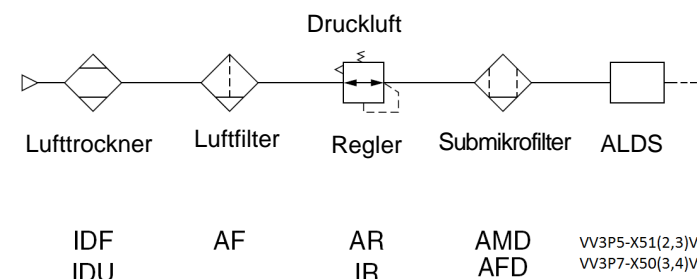 Druckluft
Lufttrockner Luftfilter Regler Submikrofilter ALDS
IDF AF AR AMD VV3P5-X51(2,3)V
IDU IR AFD VV3P7-X50(3,4)V